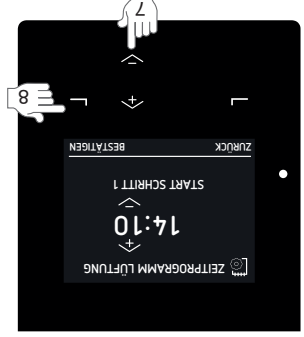 ZEITPROGRAMM LÜFTUNG
+
14:10
−
START SCHRITT 1
ZURÜCK BESTÄTIGEN
+
8
−
7